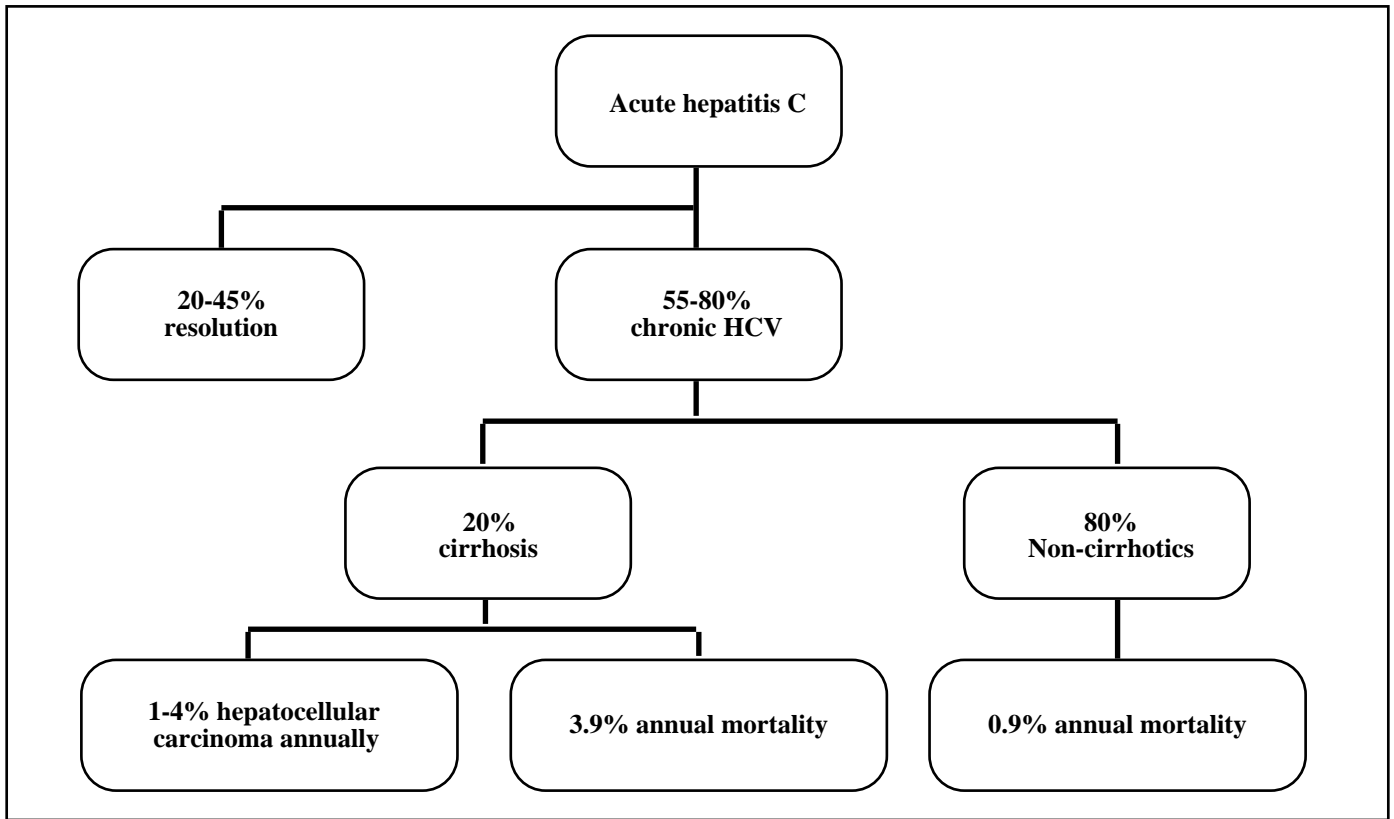 Acute hepatitis C
20-45%
resolution
55-80%
chronic HCV
20%
cirrhosis
80%
Non-cirrhotics
1-4% hepatocellular
carcinoma annually
3.9% annual mortality
0.9% annual mortality